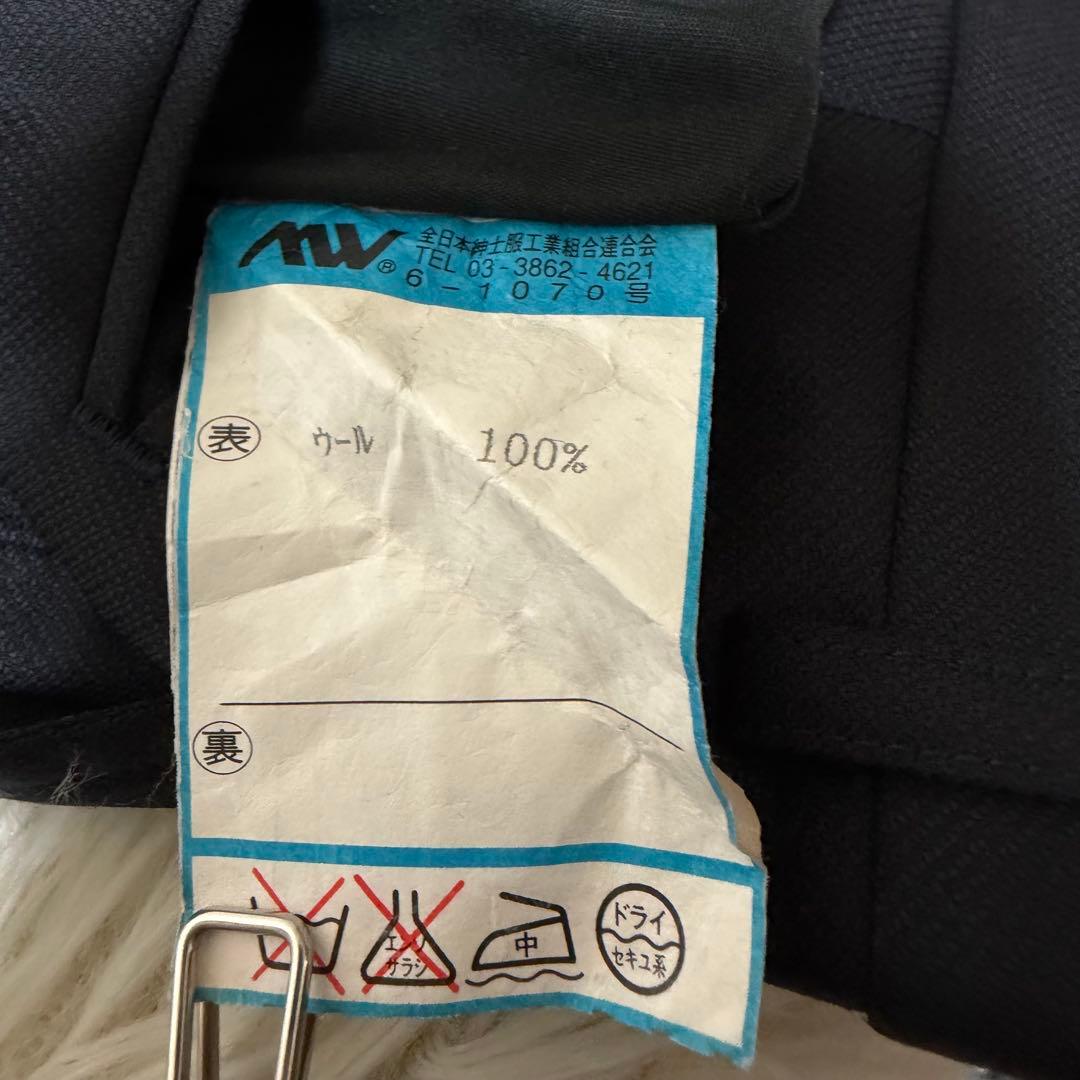 MW® 全日本紳士服工業組合連合会
TEL 03-3862-4621
6-1070号
表 ウール 100%
裏
エンソ
サラシ
中
ドライ
セキユ系